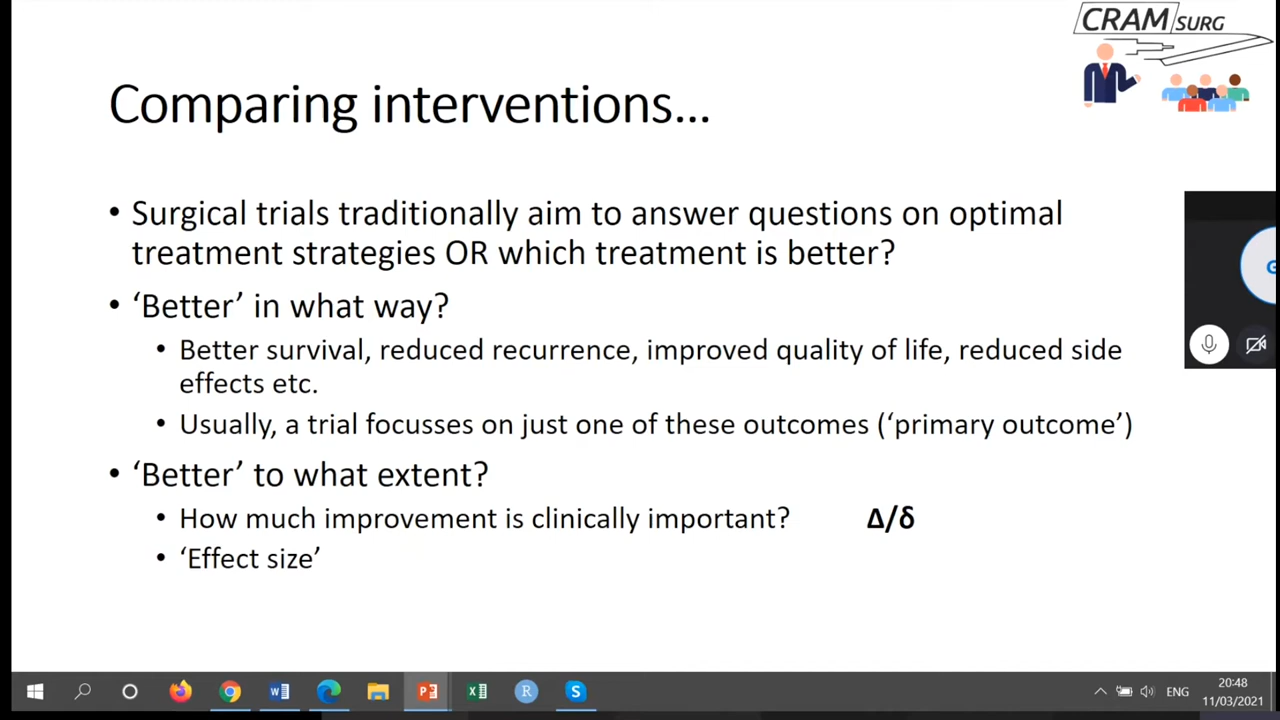 CRAM SURG
Comparing interventions...
• Surgical trials traditionally aim to answer questions on optimal
treatment strategies OR which treatment is better?
• ‘Better’ in what way?
• Better survival, reduced recurrence, improved quality of life, reduced side
effects etc.
• Usually, a trial focusses on just one of these outcomes (‘primary outcome’)
• ‘Better’ to what extent?
• How much improvement is clinically important? Δ/δ
• ‘Effect size’
ENG
20:48
11/03/2021